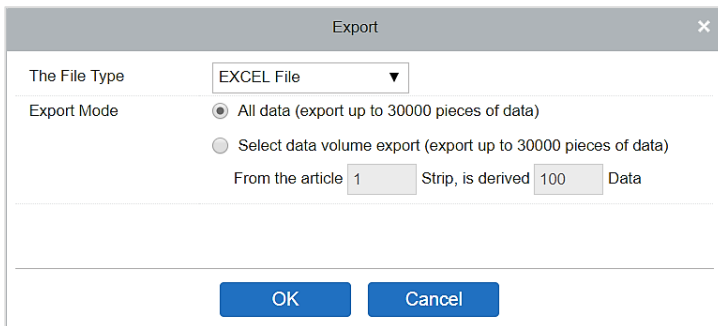 Export
The File Type EXCEL File
Export Mode All data (export up to 30000 pieces of data)
Select data volume export (export up to 30000 pieces of data)
From the article 1 Strip, is derived 100 Data
OK Cancel